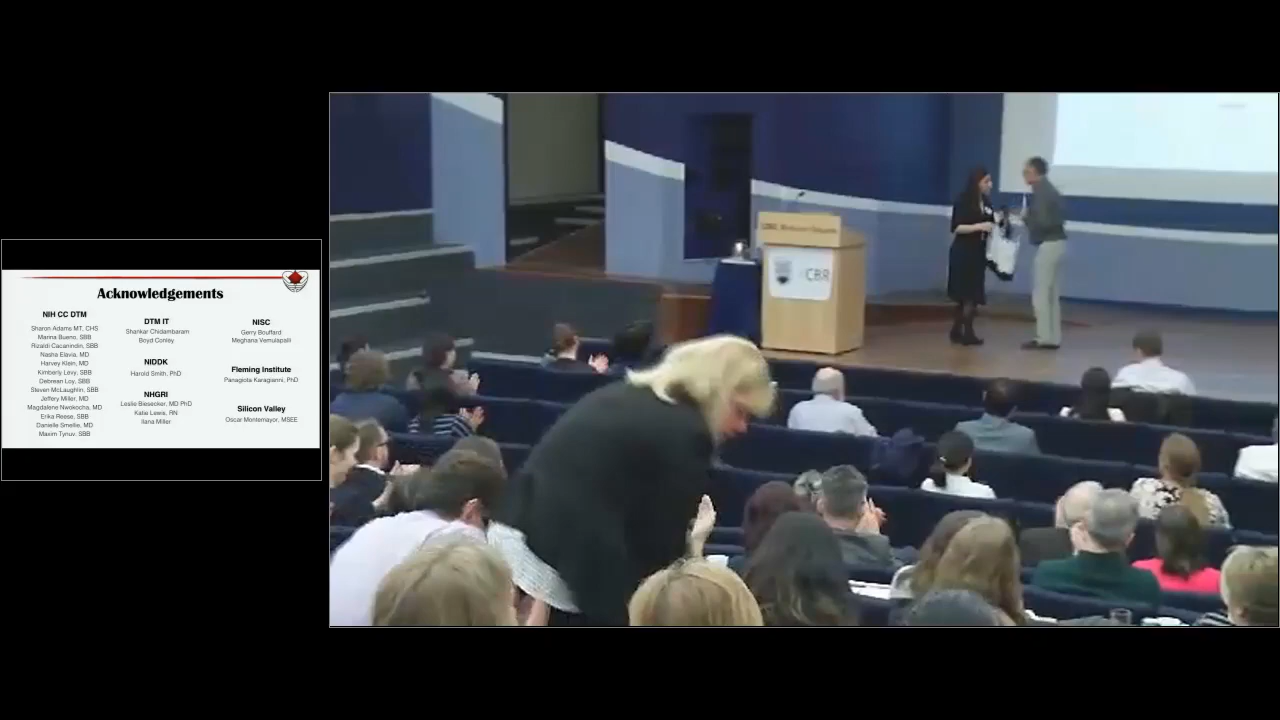 Acknowledgements
NIH CC DTM
Sharon Adams MT, CHS
Marina Bueno, SBB
Rizaldi Cacanindin, SBB
Nasha Elavia, MD
Harvey Klein, MD
Kimberly Levy, SBB
Debrean Loy, SBB
Steven McLaughlin, SBB
Jeffery Miller, MD
Magdalene Nwokocha, MD
Erika Reese, SBB
Danielle Smellie, MD
Maxim Tynuv, SBB
DTM IT
Shankar Chidambaram
Boyd Conley
NIDDK
Harold Smith, PhD
NHGRI
Leslie Biesecker, MD PhD
Katie Lewis, RN
Ilana Miller
NISC
Gerry Bouffard
Meghana Vemulapalli
Fleming Institute
Panagiota Karagianni, PhD
Silicon Valley
Oscar Montemayor, MSEE
CBR